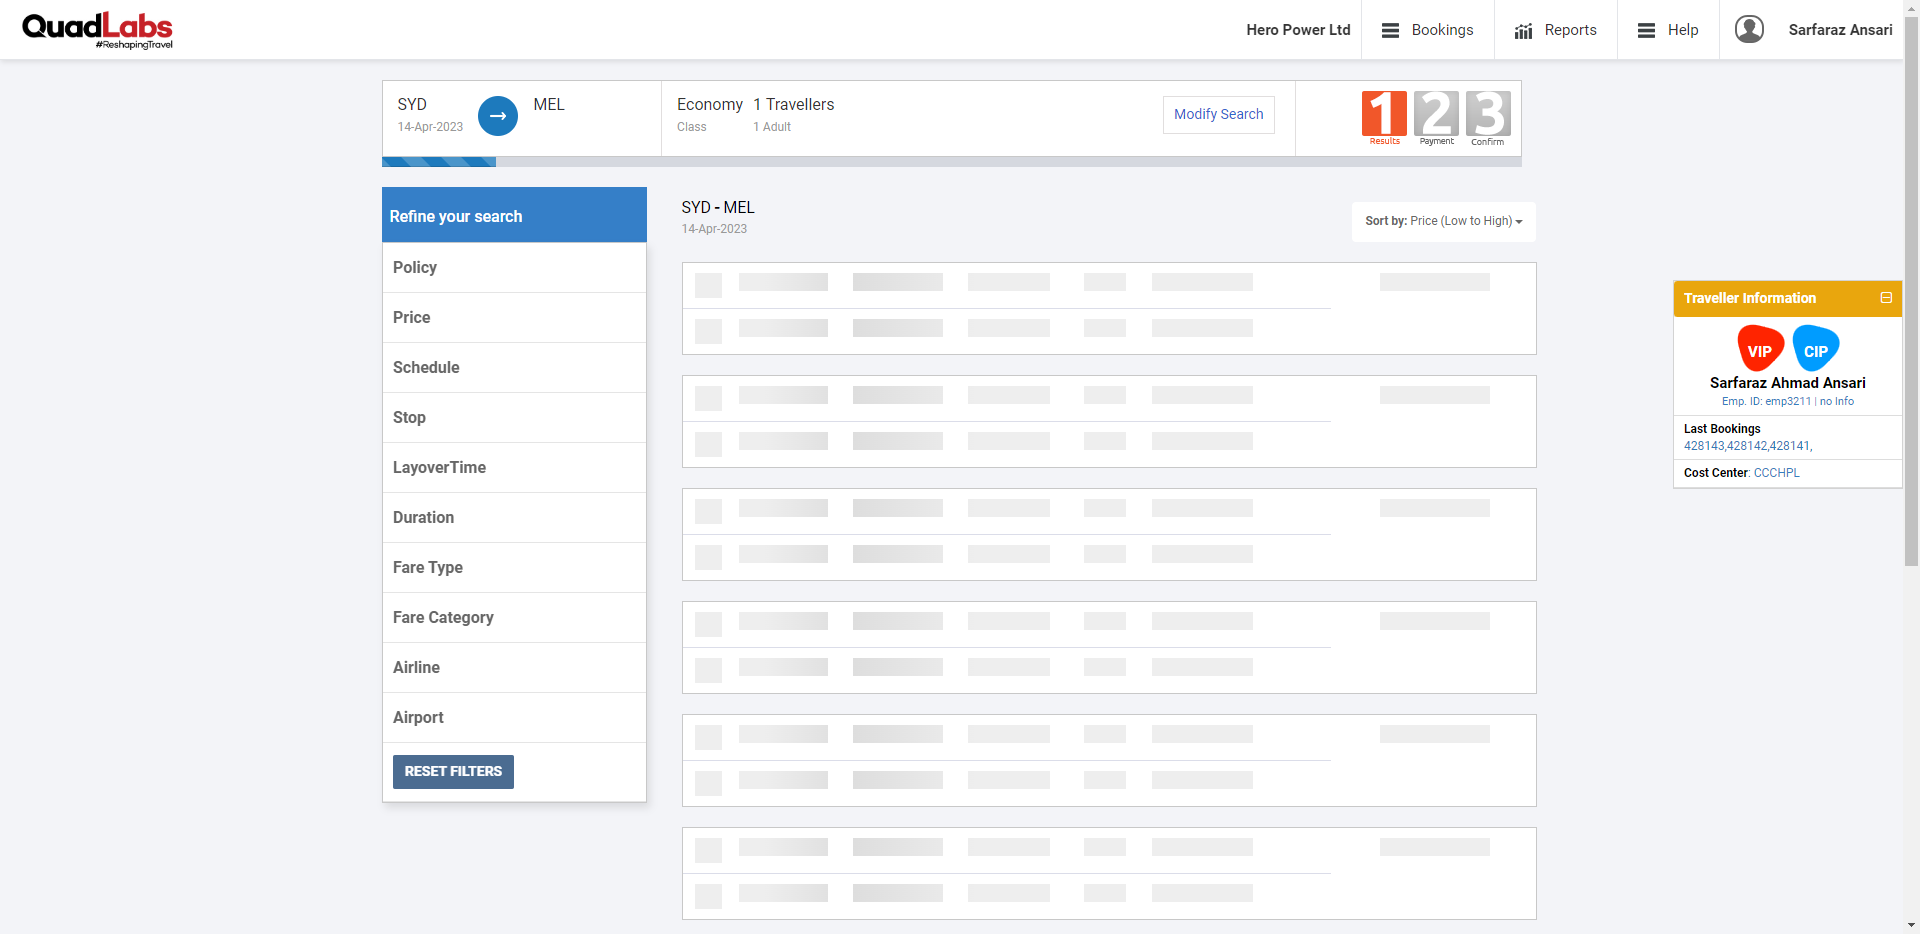 QuadLabs
#ReshapingTravel
Hero Power Ltd
Bookings
Reports
Help
Sarfaraz Ansari
SYD
14-Apr-2023
MEL
Economy
Class
1 Travellers
1 Adult
Modify Search
1
Results
2
Payment
3
Confirm
Refine your search
Policy
Price
Schedule
Stop
LayoverTime
Duration
Fare Type
Fare Category
Airline
Airport
RESET FILTERS
SYD - MEL
14-Apr-2023
Sort by: Price (Low to High)
Traveller Information
VIP
CIP
Sarfaraz Ahmad Ansari
Emp. ID: emp3211 | no Info
Last Bookings
428143,428142,428141,
Cost Center: CCCHPL